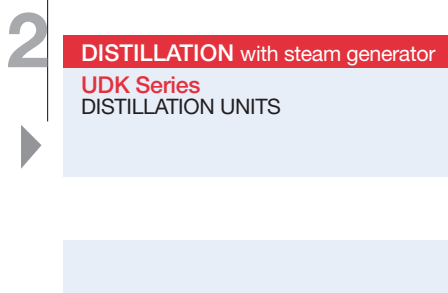 2
DISTILLATION with steam generator
UDK Series
DISTILLATION UNITS